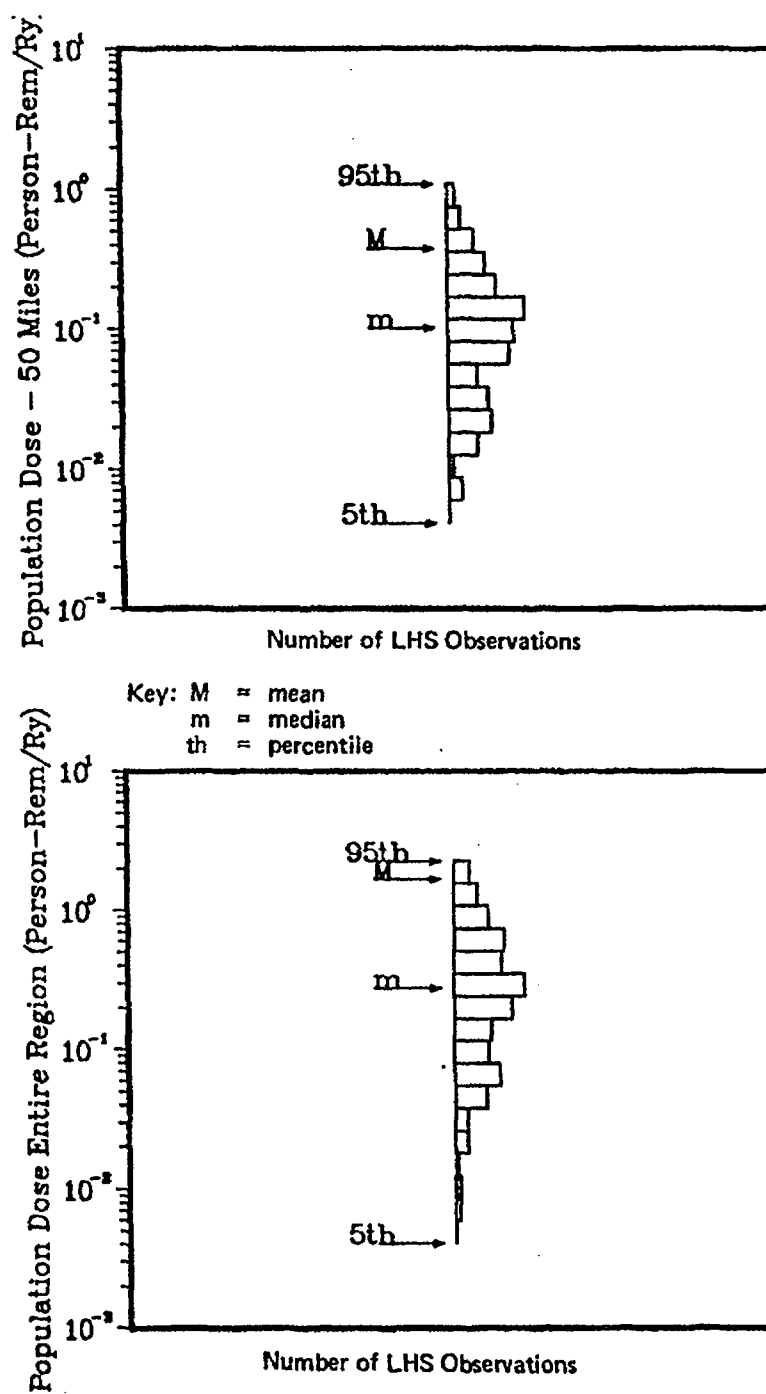 Population Dose – 50 Miles (Person–Rem/Ry)
10¹
10⁰
10⁻¹
10⁻²
10⁻³
95th
M
m
5th
Number of LHS Observations
Key: M = mean
m = median
th = percentile
Population Dose Entire Region (Person–Rem/Ry)
10¹
10⁰
10⁻¹
10⁻²
10⁻³
95th
M
m
5th
Number of LHS Observations